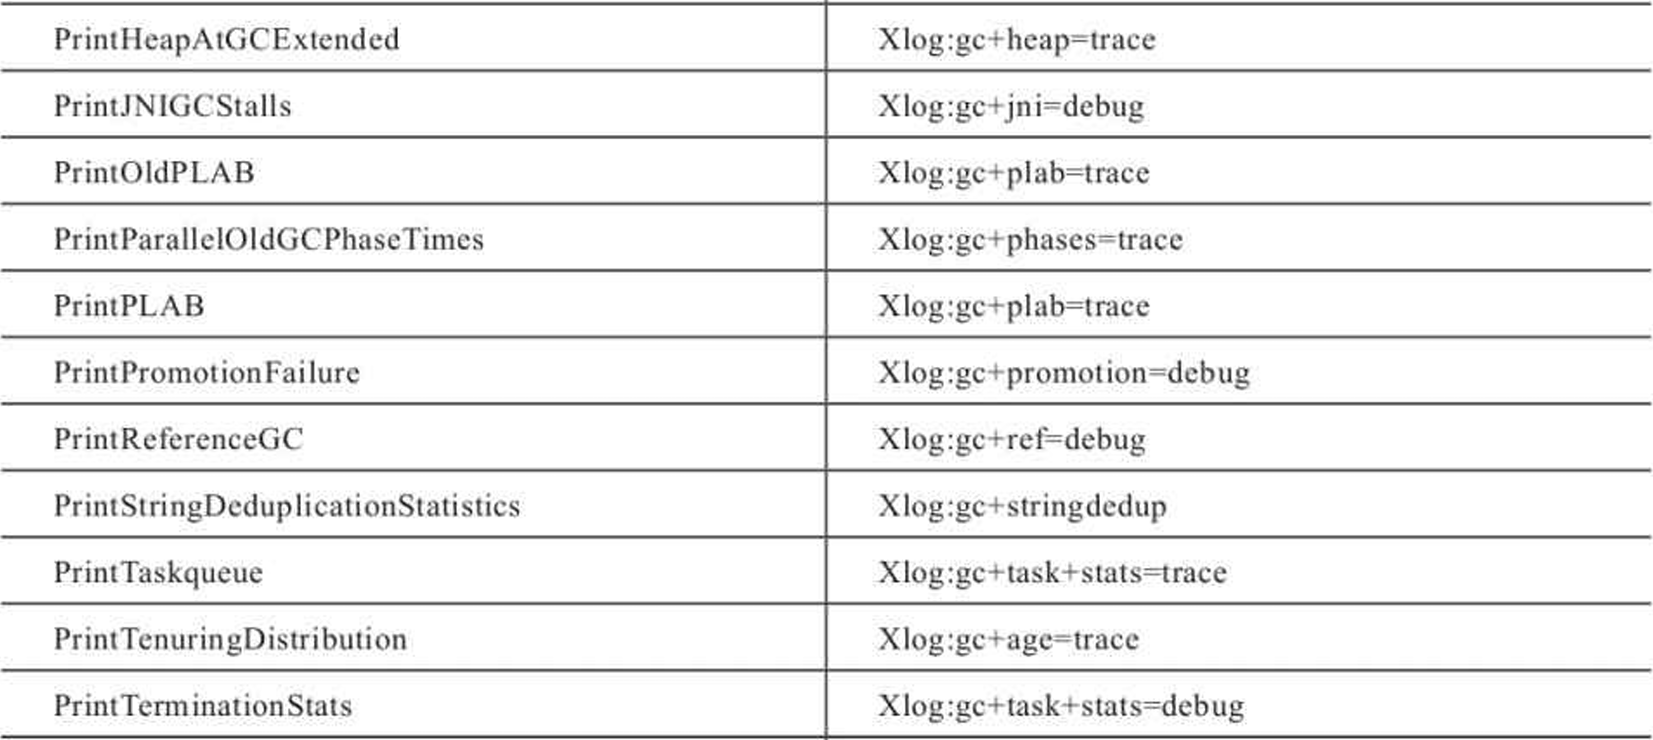 PrintHeapAtGCExtended Xlog:gc+heap=trace
PrintJNIGCStalls Xlog:gc+jni=debug
PrintOldPLAB Xlog:gc+plab=trace
PrintParallelOldGCPhaseTimes Xlog:gc+phases=trace
PrintPLAB Xlog:gc+plab=trace
PrintPromotionFailure Xlog:gc+promotion=debug
PrintReferenceGC Xlog:gc+ref=debug
PrintStringDeduplicationStatistics Xlog:gc+stringdedup
PrintTaskqueue Xlog:gc+task+stats=trace
PrintTenuringDistribution Xlog:gc+age=trace
PrintTerminationStats Xlog:gc+task+stats=debug